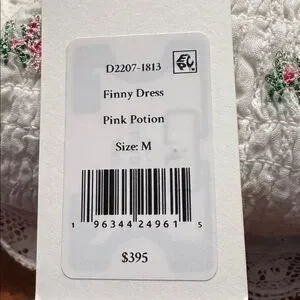 D2207-1813
Finny Dress
Pink Potion
Size: M
1 96344 24961 5
$395